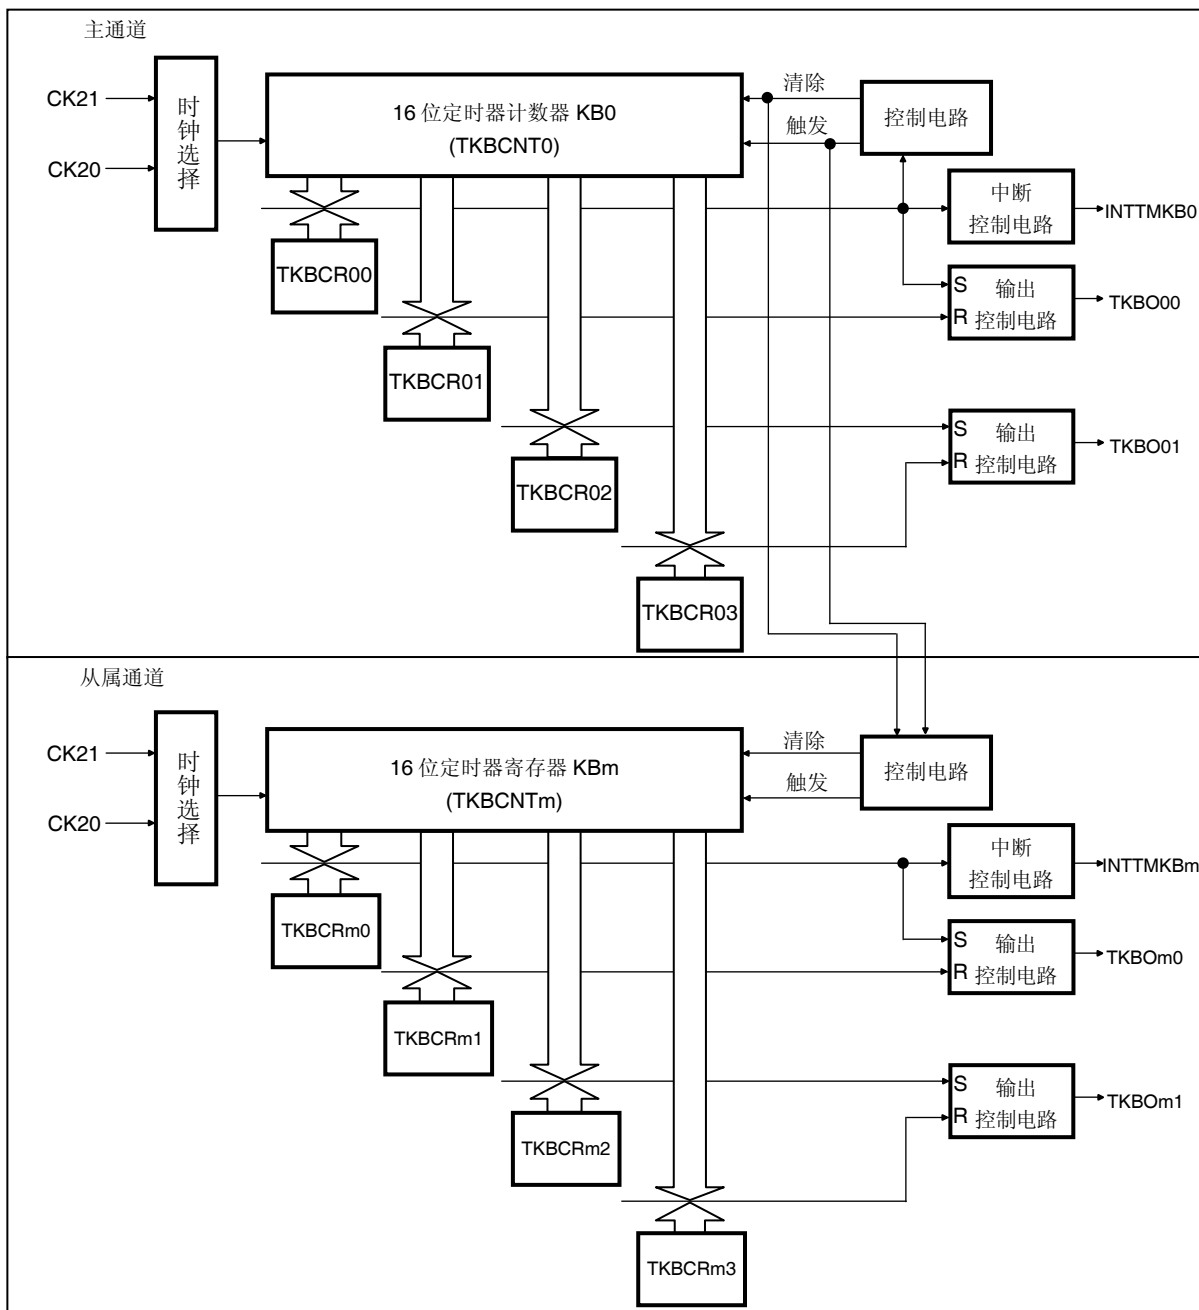 主通道
CK21
CK20
时钟选择
16 位定时器计数器 KB0
(TKBCNT0)
清除
触发
控制电路
中断
控制电路
INTTMKB0
TKBCR00
S
R
输出
控制电路
TKBO00
TKBCR01
S
R
输出
控制电路
TKBO01
TKBCR02
TKBCR03
从属通道
CK21
CK20
时钟选择
16 位定时器寄存器 KBm
(TKBCNTm)
清除
触发
控制电路
中断
控制电路
INTTMKBm
TKBCRm0
S
R
输出
控制电路
TKBOm0
TKBCRm1
S
R
输出
控制电路
TKBOm1
TKBCRm2
TKBCRm3